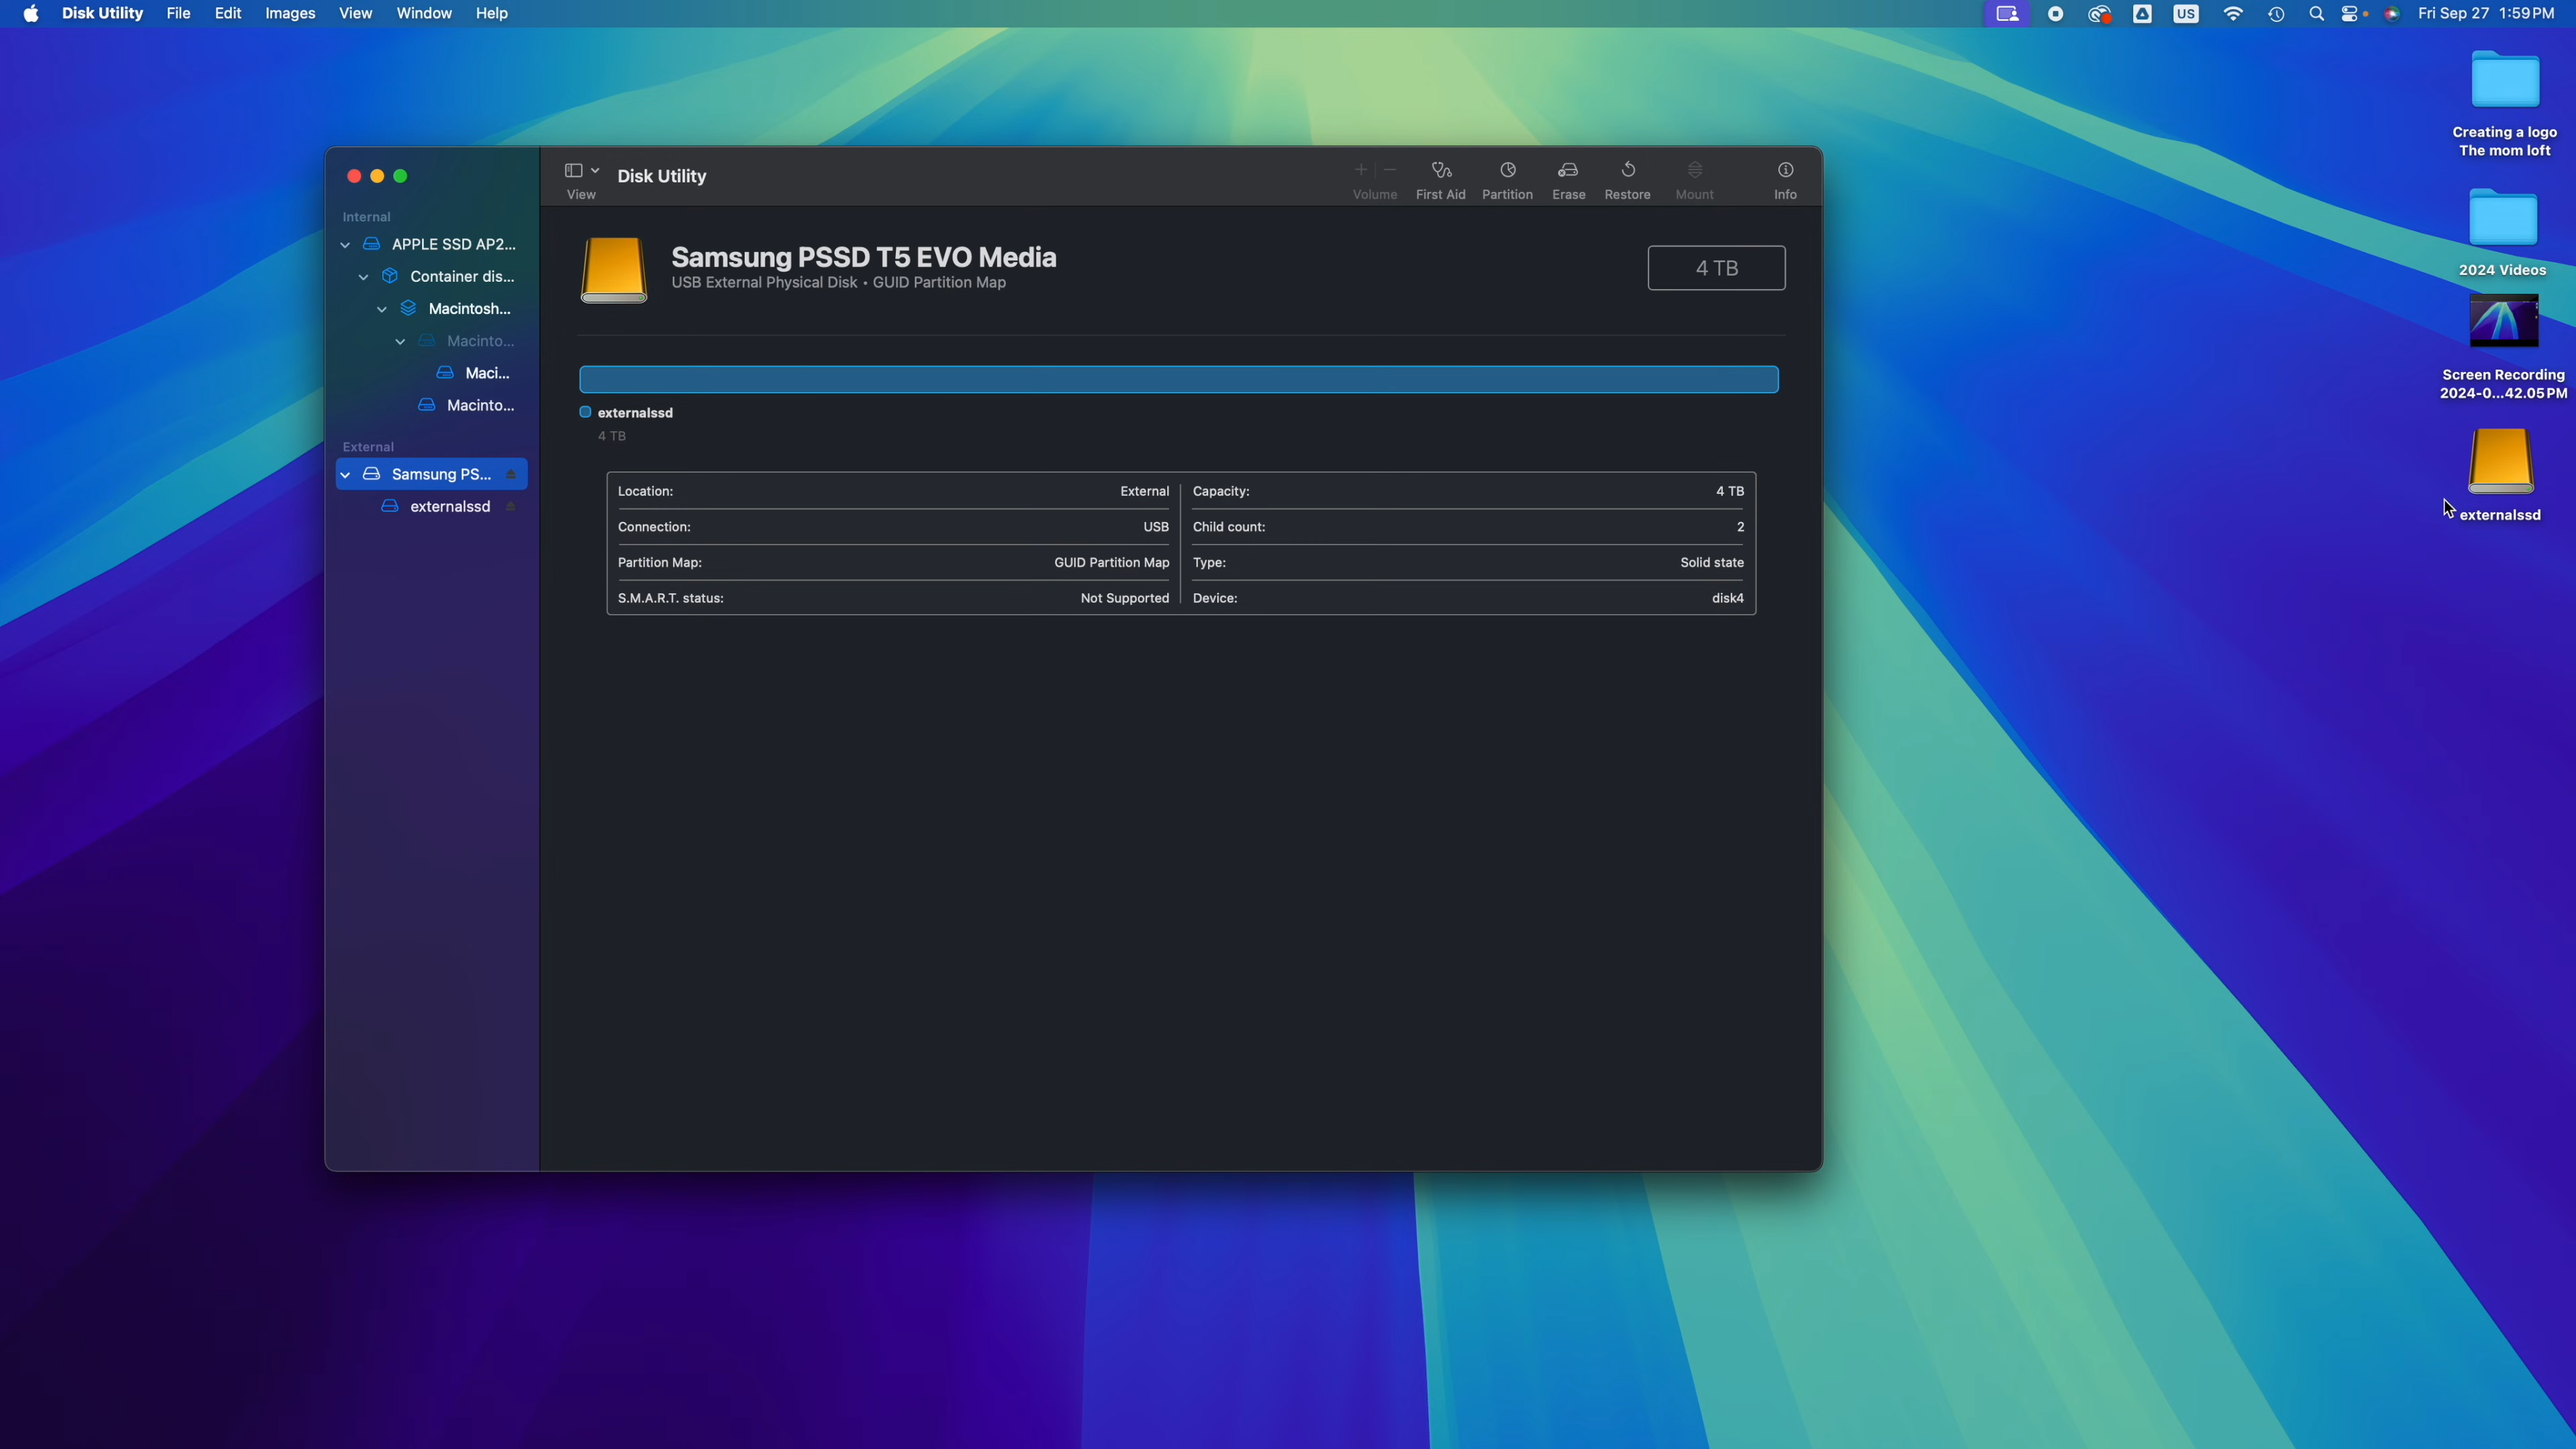 Disk Utility File Edit Images View Window Help US Fri Sep 27 1:59 PM
Creating a logo
The mom loft
2024 Videos
Screen Recording
2024-0...42.05 PM
externalssd
Internal
APPLE SSD AP2...
Container dis...
Macintosh...
Macinto...
Maci...
Macinto...
External
Samsung PS...
externalssd
View
Disk Utility
Volume First Aid Partition Erase Restore Mount Info
Samsung PSSD T5 EVO Media
USB External Physical Disk • GUID Partition Map
4 TB
externalssd
4 TB
Location: External Capacity: 4 TB
Connection: USB Child count: 2
Partition Map: GUID Partition Map Type: Solid state
S.M.A.R.T. status: Not Supported Device: disk4